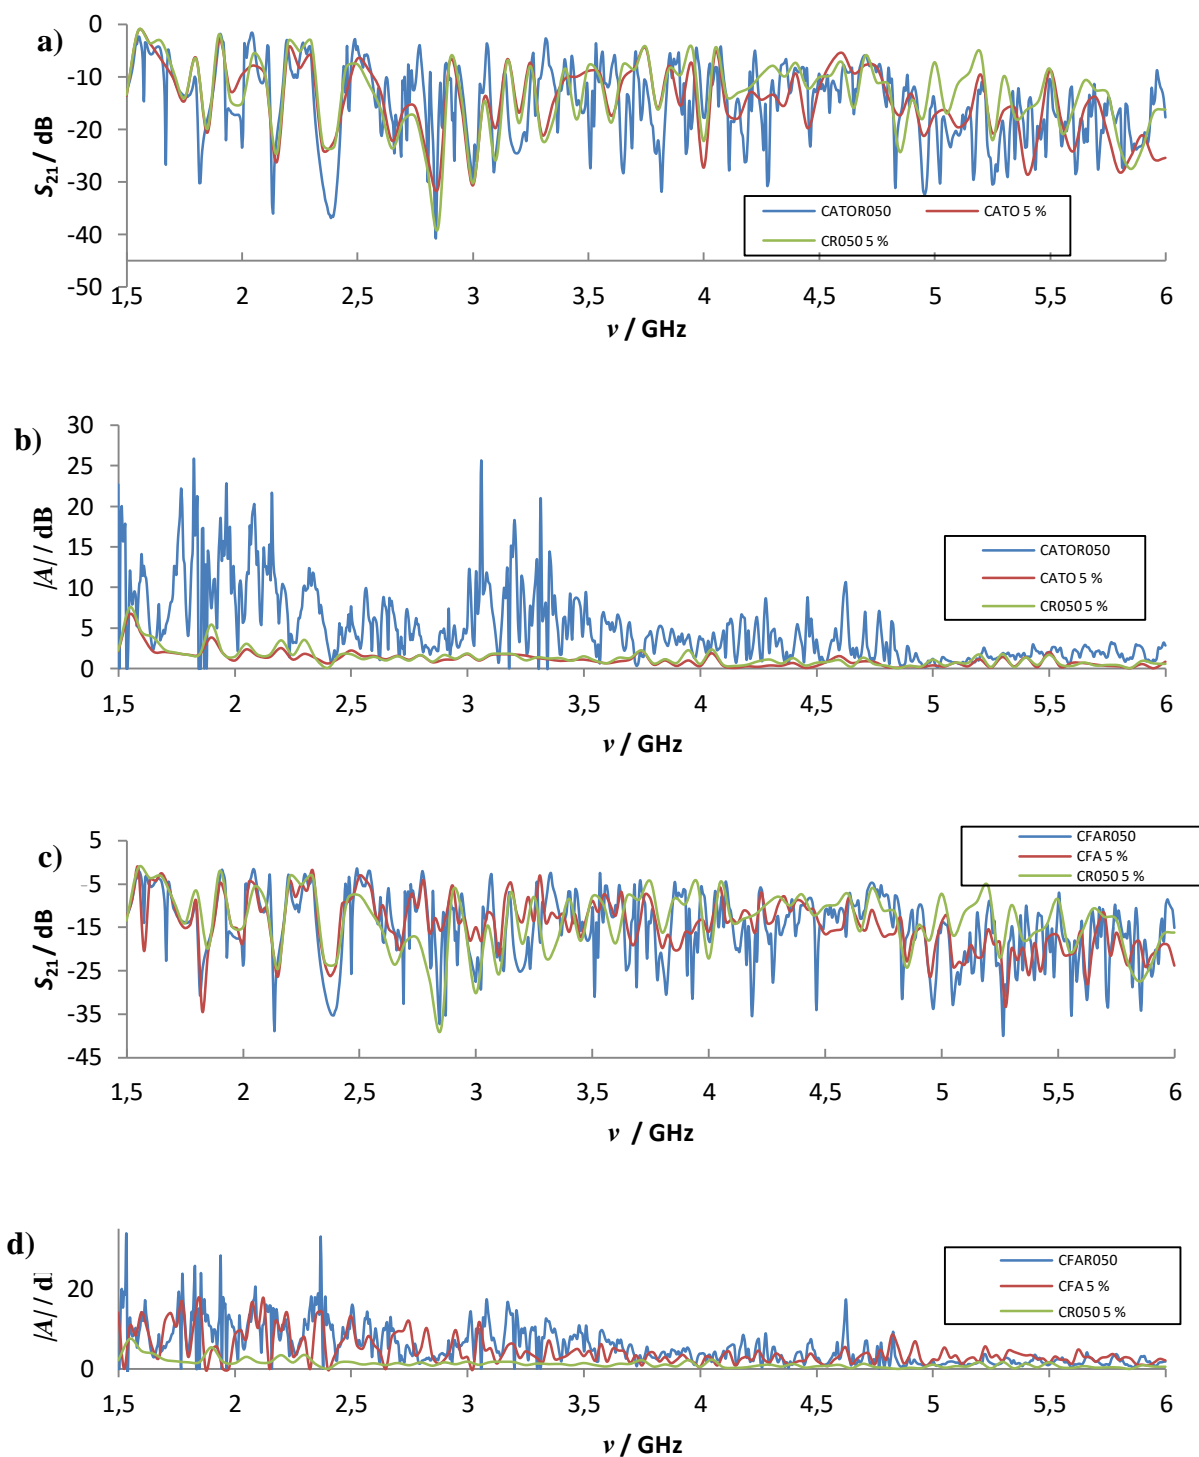 a)
0
-10
-20
-30
-40
-50
S21 / dB
CATOR050
CATO 5 %
CR050 5 %
1,5 2 2,5 3 3,5 4 4,5 5 5,5 6
ν / GHz
b)
30
25
20
15
10
5
0
|A| / dB
CATOR050
CATO 5 %
CR050 5 %
1,5 2 2,5 3 3,5 4 4,5 5 5,5 6
ν / GHz
c)
5
-5
-15
-25
-35
-45
S21 / dB
CFAR050
CFA 5 %
CR050 5 %
1,5 2 2,5 3 3,5 4 4,5 5 5,5 6
ν / GHz
d)
20
0
|A| / d
CFAR050
CFA 5 %
CR050 5 %
1,5 2 2,5 3 3,5 4 4,5 5 5,5 6
ν / GHz